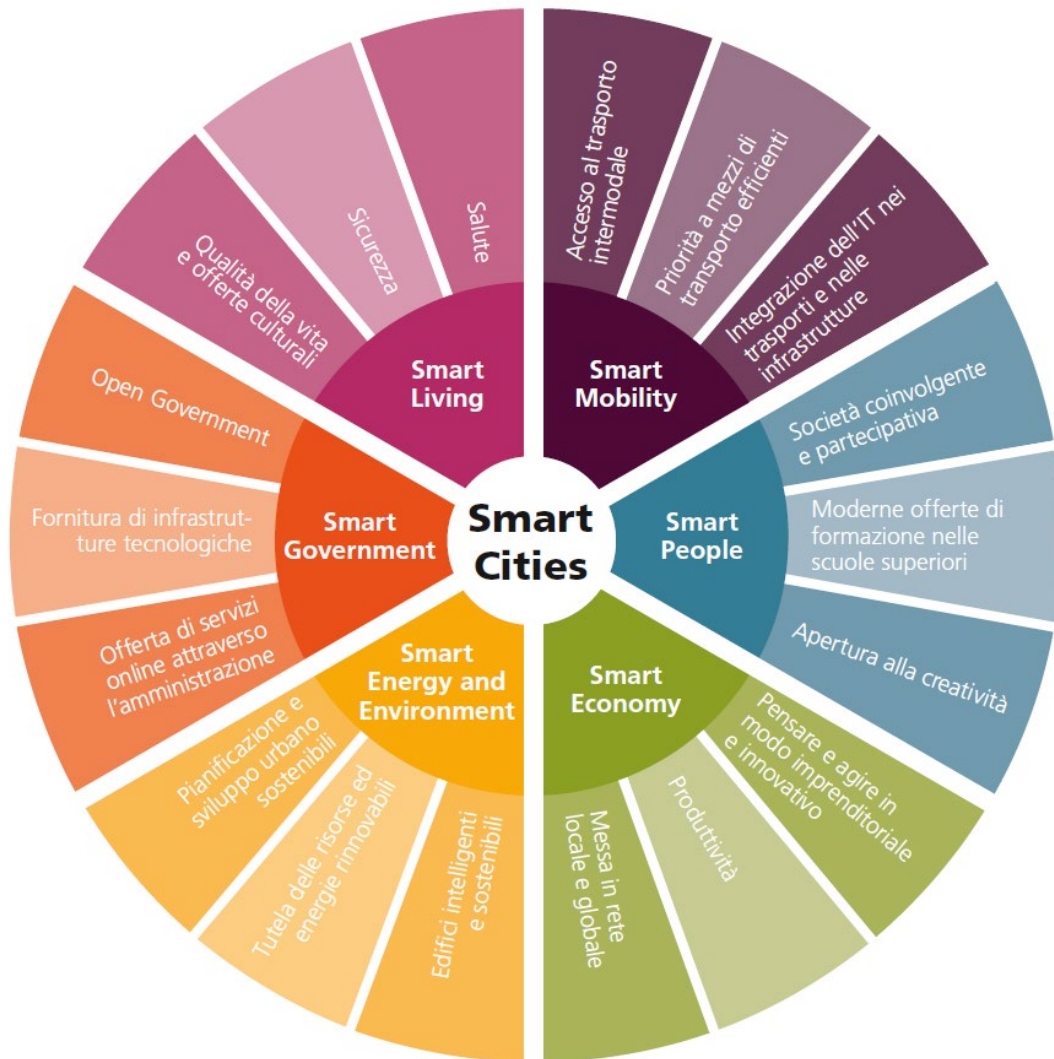 Smart
Cities
Smart
Mobility
Accesso al trasporto
intermodale
Priorità a mezzi di
transporto efficienti
Integrazione dell'IT nei
trasporti e nelle
infrastrutture
Smart
People
Società coinvolgente
e partecipativa
Moderne offerte di
formazione nelle
scuole superiori
Apertura alla creatività
Smart
Economy
Pensare e agire in
modo imprenditoriale
e innovativo
Produttività
Messa in rete
locale e globale
Smart
Energy and
Environment
Edifici intelligenti
e sostenibili
Tutela delle risorse ed
energie rinnovabili
Pianificazione e
sviluppo urbano
sostenibili
Smart
Government
Offerta di servizi
online attraverso
l'amministrazione
Fornitura di infrastrut-
ture tecnologiche
Open Government
Smart
Living
Qualità della vita
e offerte culturali
Sicurezza
Salute